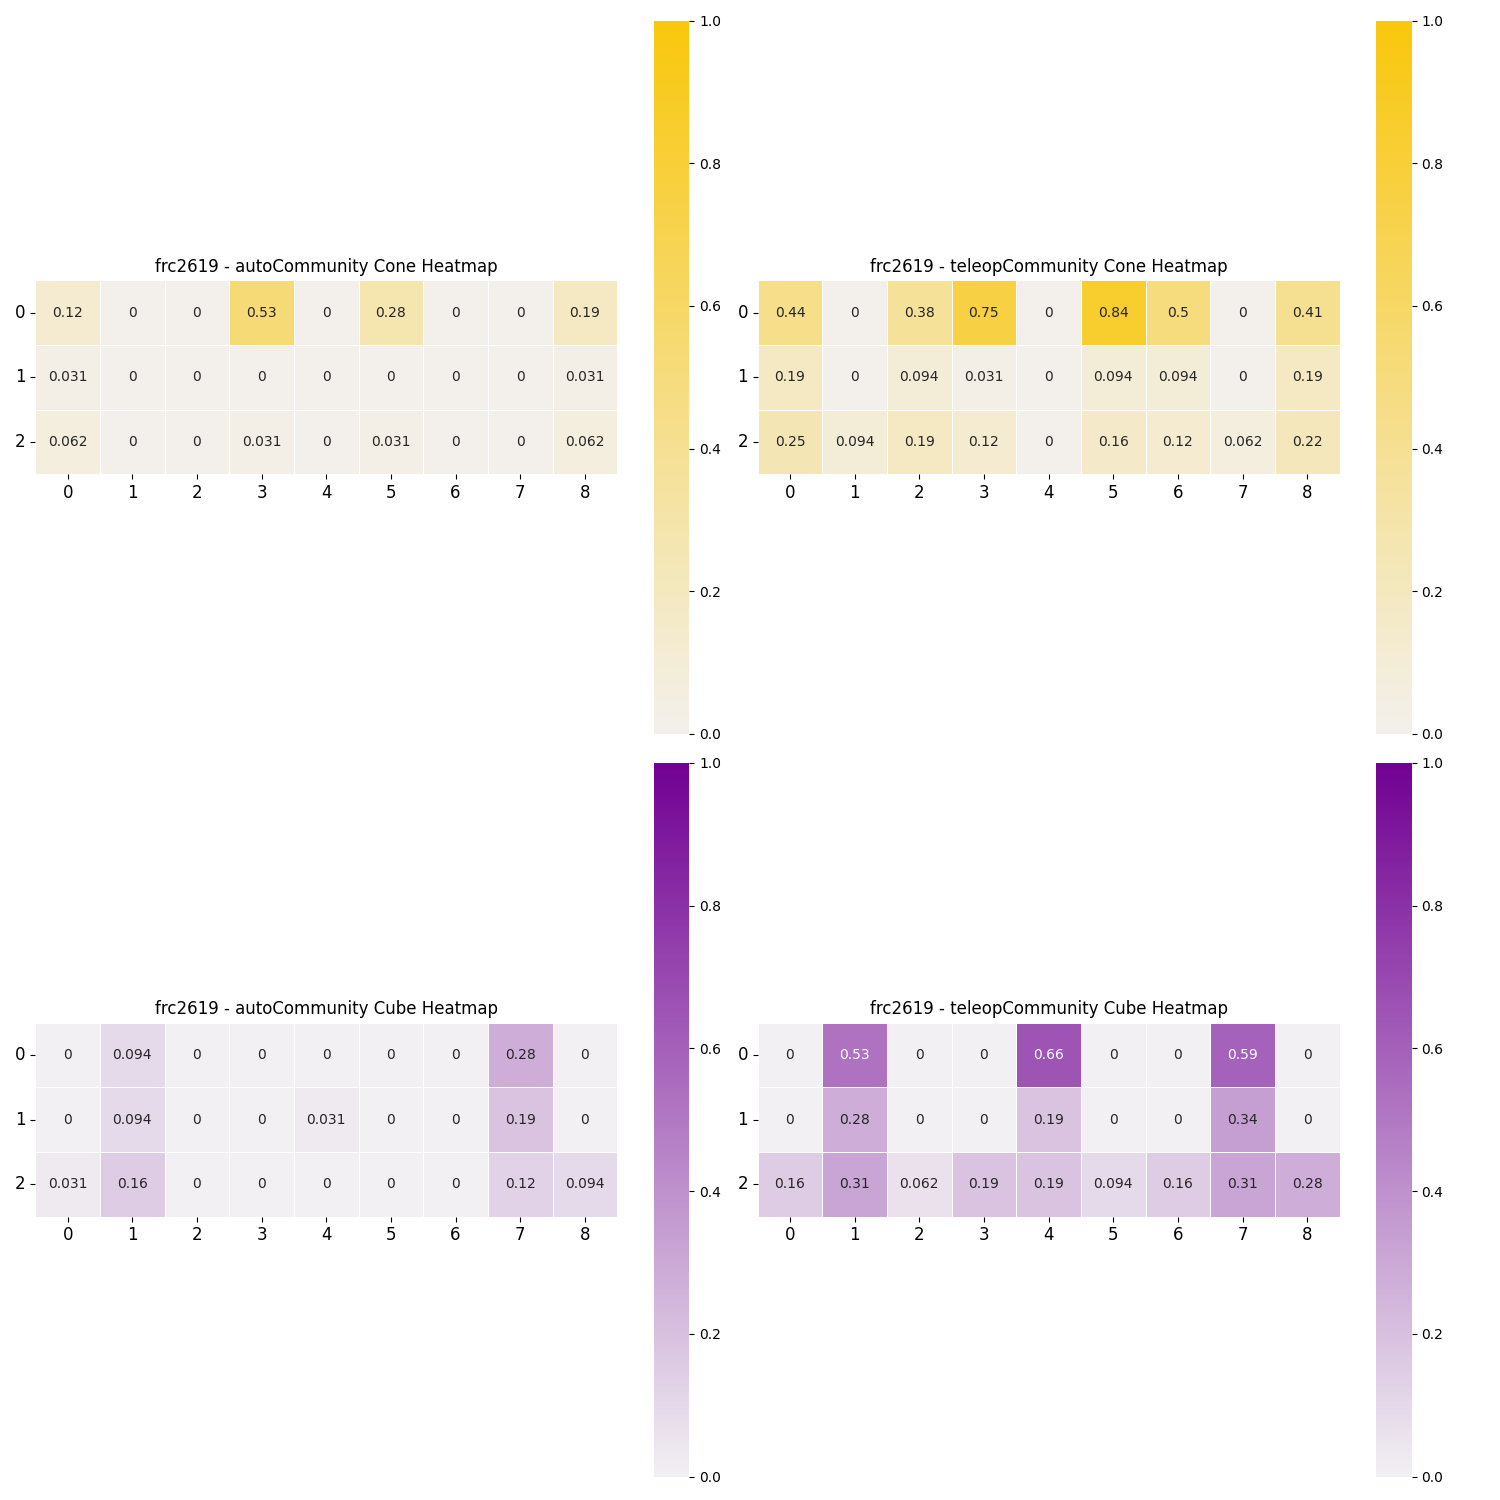 frc2619 - autoCommunity Cone Heatmap
0 0.12 0 0 0.53 0 0.28 0 0 0.19
1 0.031 0 0 0 0 0 0 0 0.031
2 0.062 0 0 0.031 0 0.031 0 0 0.062
0 1 2 3 4 5 6 7 8
1.0
0.8
0.6
0.4
0.2
0.0
frc2619 - teleopCommunity Cone Heatmap
0 0.44 0 0.38 0.75 0 0.84 0.5 0 0.41
1 0.19 0 0.094 0.031 0 0.094 0.094 0 0.19
2 0.25 0.094 0.19 0.12 0 0.16 0.12 0.062 0.22
0 1 2 3 4 5 6 7 8
1.0
0.8
0.6
0.4
0.2
0.0
frc2619 - autoCommunity Cube Heatmap
0 0 0.094 0 0 0 0 0 0.28 0
1 0 0.094 0 0 0.031 0 0 0.19 0
2 0.031 0.16 0 0 0 0 0 0.12 0.094
0 1 2 3 4 5 6 7 8
1.0
0.8
0.6
0.4
0.2
0.0
frc2619 - teleopCommunity Cube Heatmap
0 0 0.53 0 0 0.66 0 0 0.59 0
1 0 0.28 0 0 0.19 0 0 0.34 0
2 0.16 0.31 0.062 0.19 0.19 0.094 0.16 0.31 0.28
0 1 2 3 4 5 6 7 8
1.0
0.8
0.6
0.4
0.2
0.0